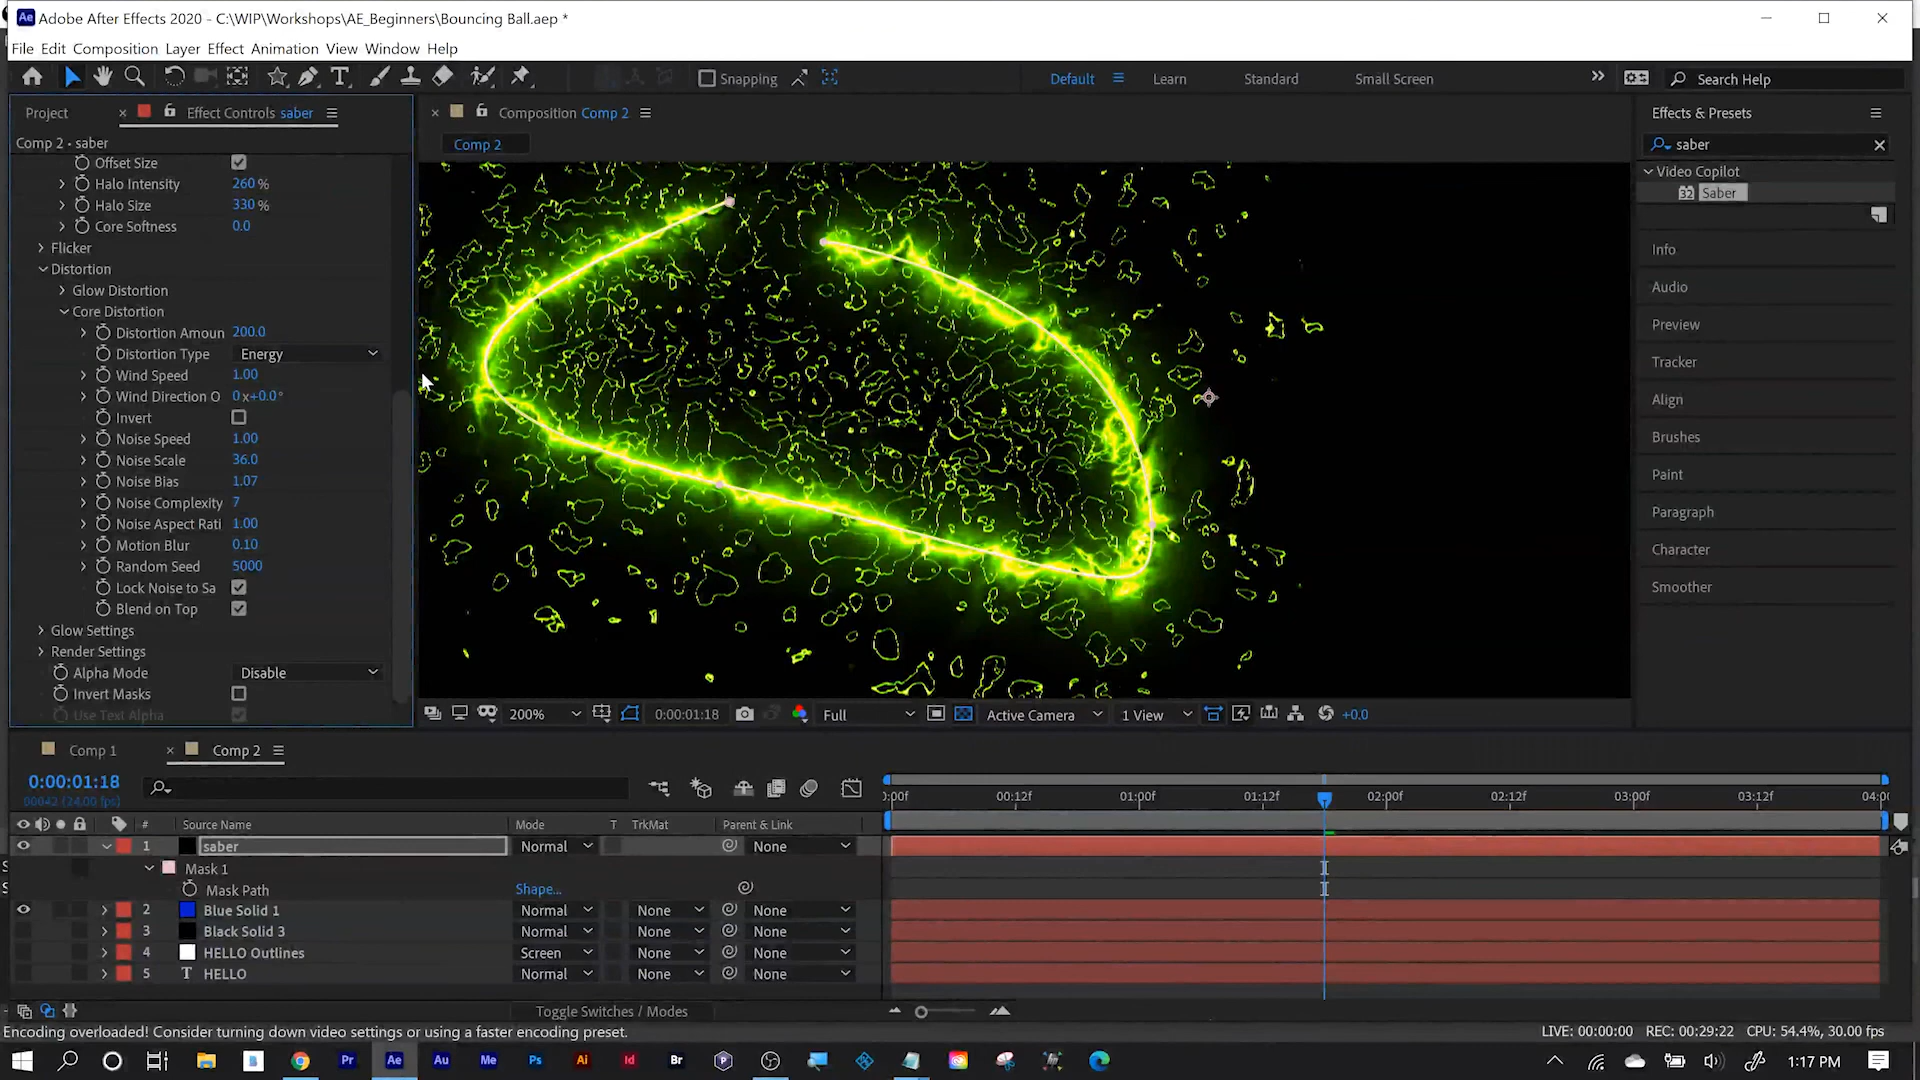 Adobe After Effects 2020 - C:\WIP\Workshops\AE_Beginners\Bouncing Ball.aep *
File Edit Composition Layer Effect Animation View Window Help
Snapping
Default
Learn
Standard
Small Screen
Search Help
Project
Effect Controls saber
Composition Comp 2
Effects & Presets
Comp 2 • saber
Comp 2
saber
Offset Size
Halo Intensity 260 %
Halo Size 330 %
Core Softness 0.0
Flicker
Distortion
Glow Distortion
Core Distortion
Distortion Amoun 200.0
Distortion Type Energy
Wind Speed 1.00
Wind Direction O 0 x+0.0°
Invert
Noise Speed 1.00
Noise Scale 36.0
Noise Bias 1.07
Noise Complexity 7
Noise Aspect Rati 1.00
Motion Blur 0.10
Random Seed 5000
Lock Noise to Sa
Blend on Top
Glow Settings
Render Settings
Alpha Mode Disable
Invert Masks
Use Text Alpha
Video Copilot
32 Saber
Info
Audio
Preview
Tracker
Align
Brushes
Paint
Paragraph
Character
Smoother
200% 0:00:01:18 Full Active Camera 1 View +0.0
Comp 1 Comp 2
0:00:01:18
00042 (24.00 fps)
:00f 00:12f 01:00f 01:12f 02:00f 02:12f 03:00f 03:12f 04:00
# Source Name Mode T TrkMat Parent & Link
1 saber Normal None
Mask 1
Mask Path Shape...
2 Blue Solid 1 Normal None None
3 Black Solid 3 Normal None None
4 HELLO Outlines Screen None None
5 T HELLO Normal None None
Toggle Switches / Modes
Encoding overloaded! Consider turning down video settings or using a faster encoding preset.
LIVE: 00:00:00 REC: 00:29:22 CPU: 54.4%, 30.00 fps
Pr Ae Au Me Ps Ai Id Br
1:17 PM